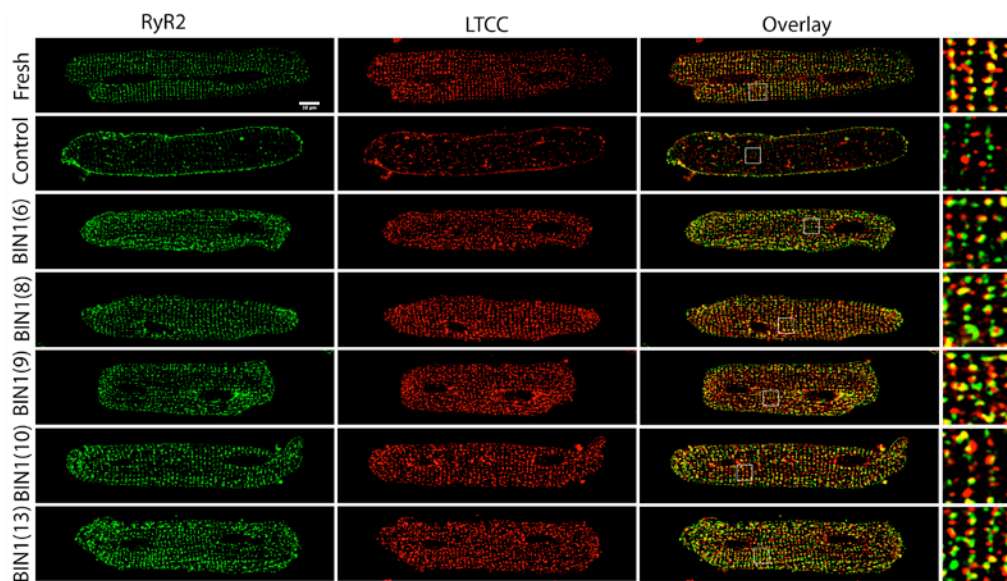 RyR2 LTCC Overlay
Fresh
Control
BIN1(6)
BIN1(8)
BIN1(9)
BIN1(10)
BIN1(13)